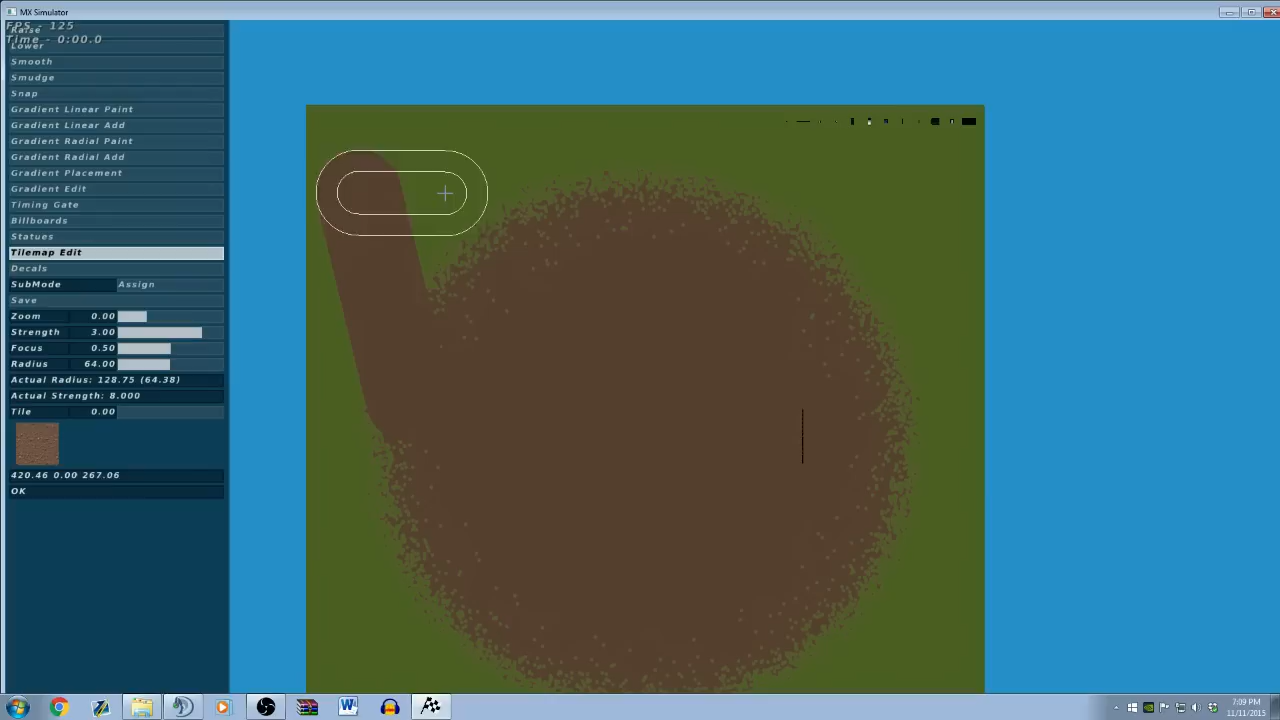 MX Simulator
FPS - 125
Raise
Time - 0:00.0
Lower
Smooth
Smudge
Snap
Gradient Linear Paint
Gradient Linear Add
Gradient Radial Paint
Gradient Radial Add
Gradient Placement
Gradient Edit
Timing Gate
Billboards
Statues
Tilemap Edit
Decals
SubMode Assign
Save
Zoom 0.00
Strength 3.00
Focus 0.50
Radius 64.00
Actual Radius: 128.75 (64.38)
Actual Strength: 8.000
Tile 0.00
420.46 0.00 267.06
OK
7:09 PM
11/11/2015